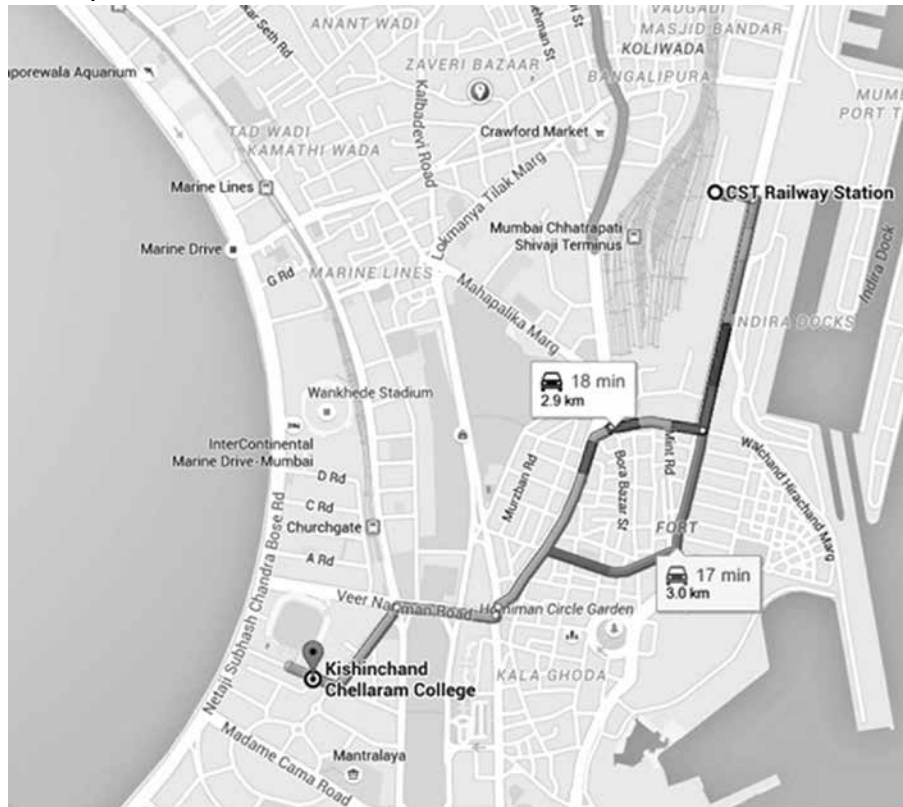 ANANT WADI
kar Seth Rd
VADGADI
MASJID BANDAR
KOLIWADA
ZAVERI BAZAAR
BANGALIPURA
aporewala Aquarium
Kalbadevi Road
Crawford Market
TAD WADI
KAMATHI WADA
Marine Lines
Lokmanya Tilak Marg
CST Railway Station
Mumbai Chhatrapati
Shivaji Terminus
Marine Drive
G Rd
MARINE LINES
Indira Dock
Mahapalika Marg
NDIRA DOCKS
18 min
2.9 km
Wankhede Stadium
InterContinental
Marine Drive-Mumbai
Murzban Rd
Bora Bazar St
Mint Rd
Walchand Hirachand Marg
D Rd
C Rd
Churchgate
A Rd
FORT
17 min
3.0 km
Netaji Subhash Chandra Bose Rd
Veer Nariman Road
Horniman Circle Garden
Kishinchand
Chellaram College
KALA GHODA
Madame Cama Road
Mantralaya